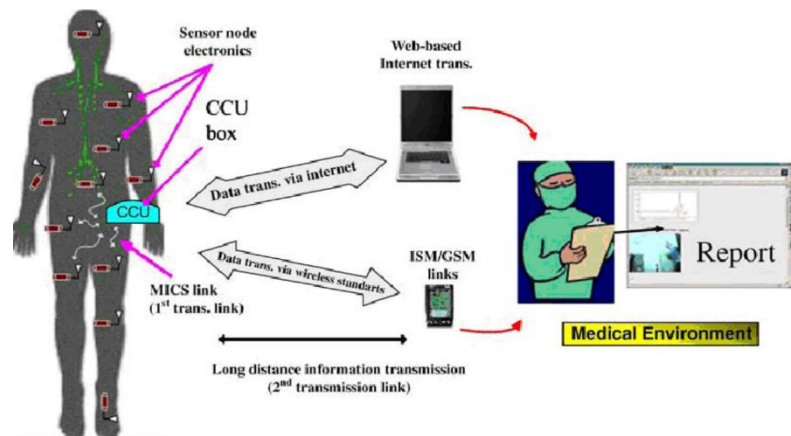 Sensor node
electronics
CCU
box
Web-based
Internet trans.
Data trans. via internet
CCU
Data trans. via wireless standarts
ISM/GSM
links
MICS link
(1st trans. link)
Report
Medical Environment
Long distance information transmission
(2nd transmission link)